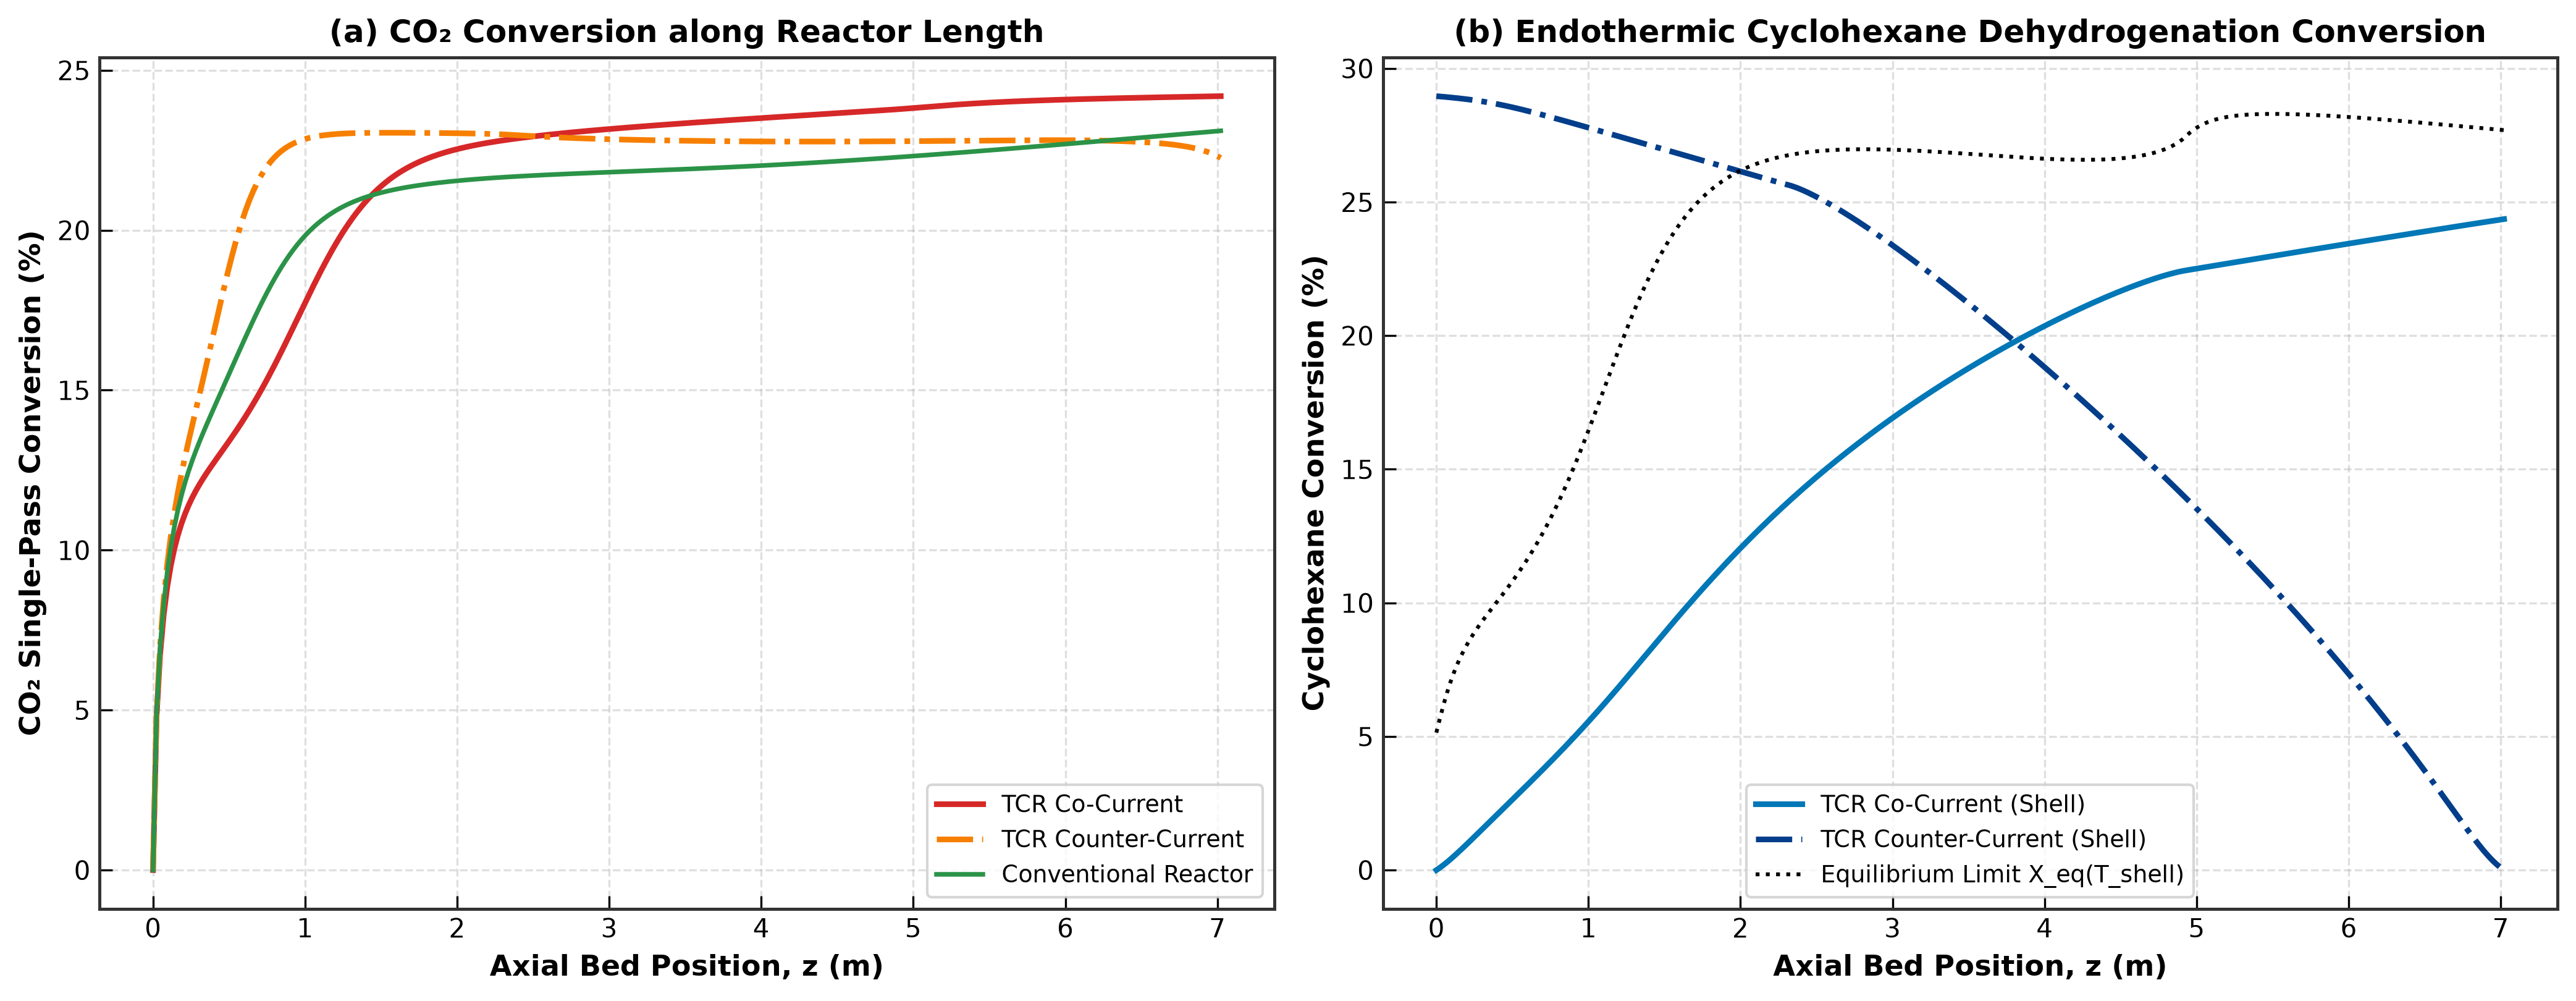 (a) CO₂ Conversion along Reactor Length
CO₂ Single-Pass Conversion (%)
25
20
15
10
5
0
TCR Co-Current
TCR Counter-Current
Conventional Reactor
0 1 2 3 4 5 6 7
Axial Bed Position, z (m)
(b) Endothermic Cyclohexane Dehydrogenation Conversion
Cyclohexane Conversion (%)
30
25
20
15
10
5
0
TCR Co-Current (Shell)
TCR Counter-Current (Shell)
Equilibrium Limit X_eq(T_shell)
0 1 2 3 4 5 6 7
Axial Bed Position, z (m)